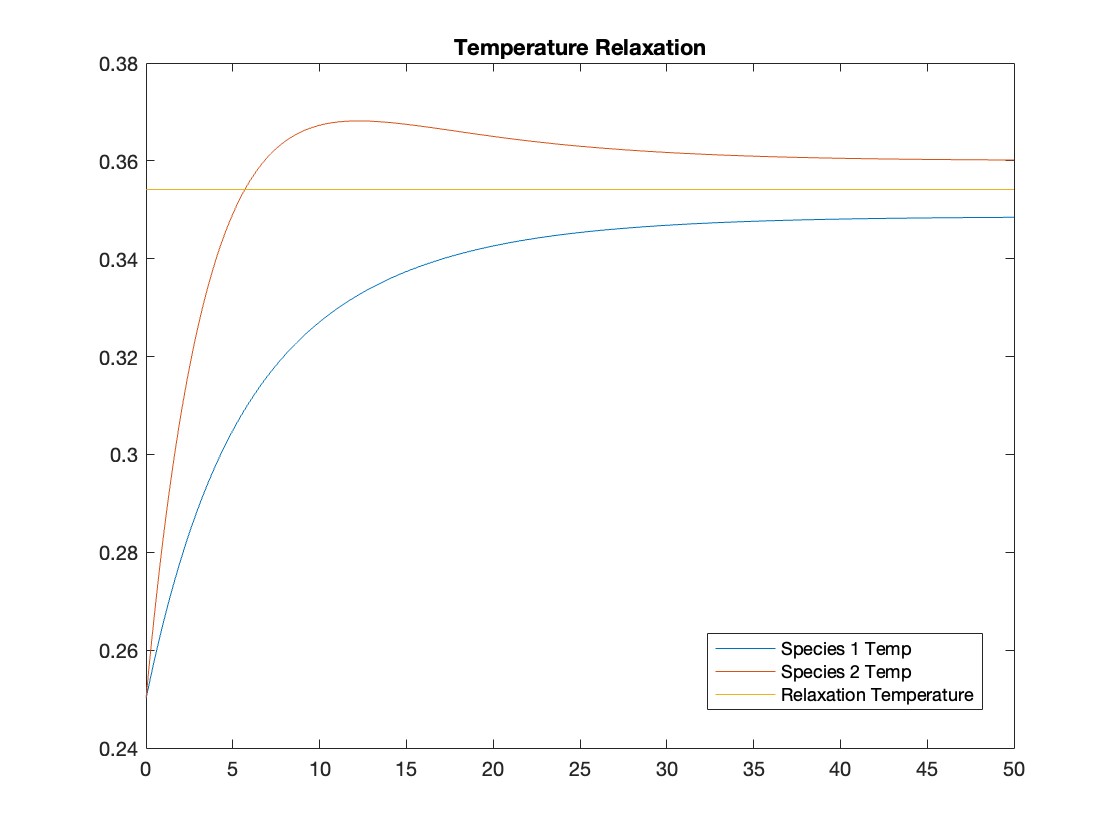 Temperature Relaxation
0.38
0.36
0.34
0.32
0.3
0.28
0.26
0.24
0 5 10 15 20 25 30 35 40 45 50
Species 1 Temp
Species 2 Temp
Relaxation Temperature